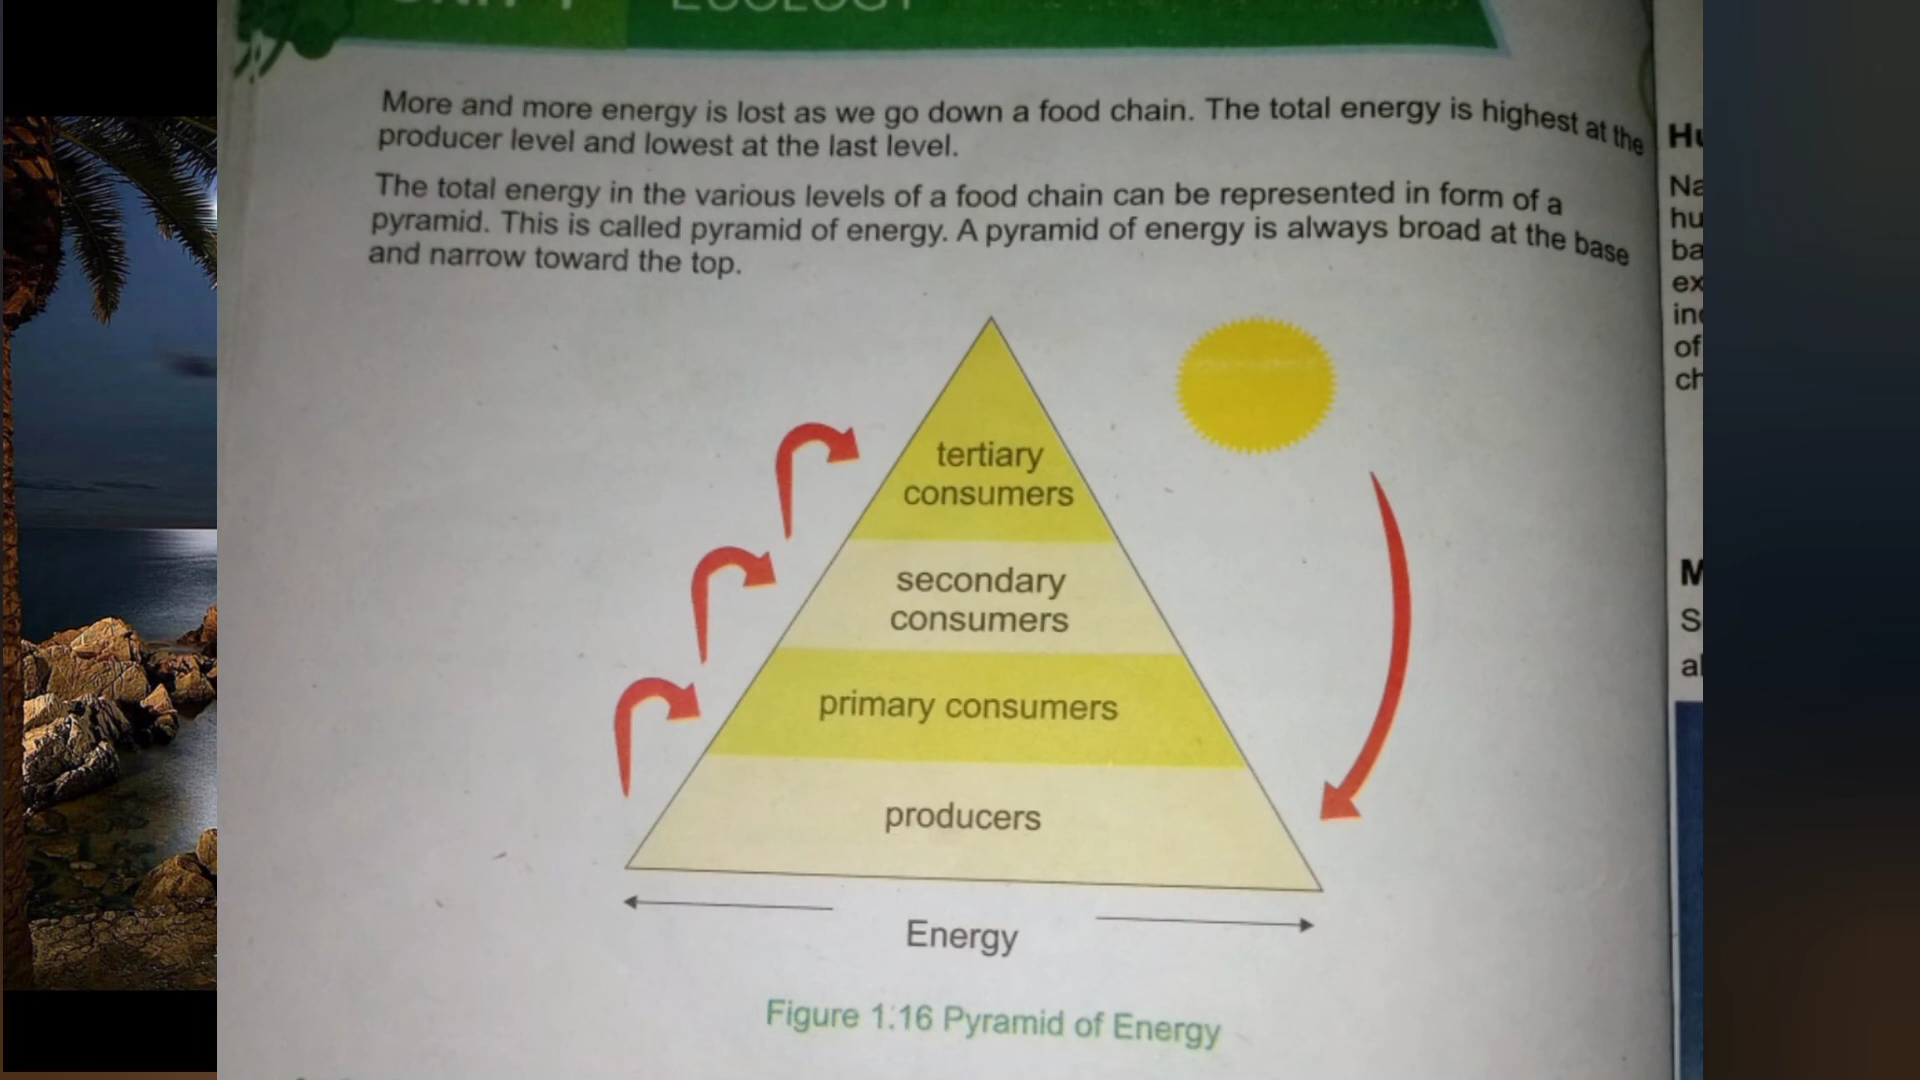 ECOLOGY
More and more energy is lost as we go down a food chain. The total energy is highest at the
producer level and lowest at the last level.
The total energy in the various levels of a food chain can be represented in form of a
pyramid. This is called pyramid of energy. A pyramid of energy is always broad at the base
and narrow toward the top.
tertiary
consumers
secondary
consumers
primary consumers
producers
Energy
Figure 1.16 Pyramid of Energy
of
M
S